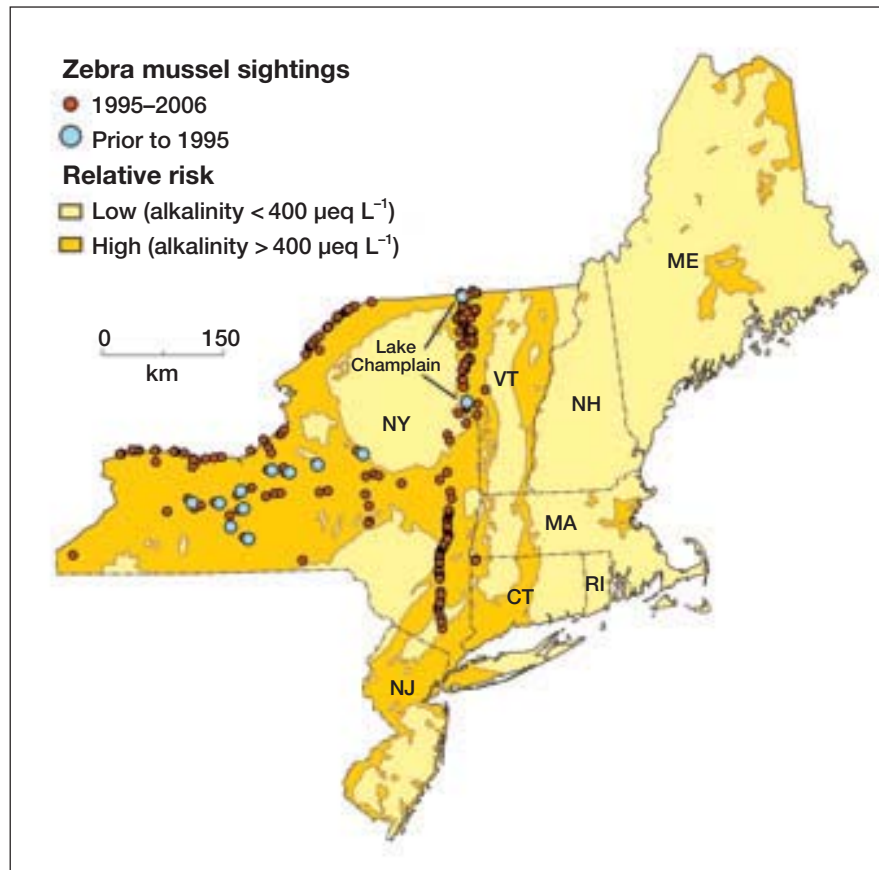 Zebra mussel sightings
1995–2006
Prior to 1995
Relative risk
Low (alkalinity < 400 µeq L⁻¹)
High (alkalinity > 400 µeq L⁻¹)
ME
0 150
km
Lake
Champlain
VT
NH
NY
MA
RI
CT
NJ